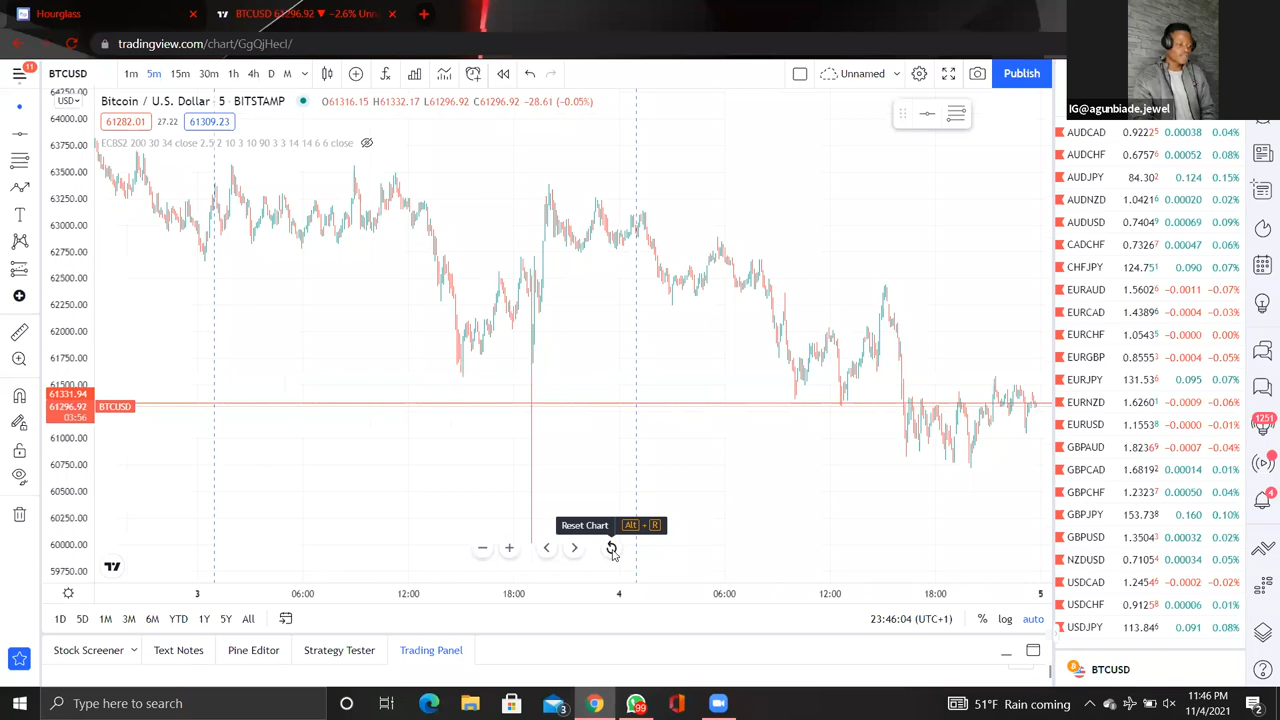 Hourglass
BTCUSD 61296.92 ▼ −2.6% Unn
tradingview.com/chart/GgQjHecI/
IG@agunbiade.jewel
11
BTCUSD
1m 5m 15m 30m 1h 4h D M
Unnamed
Publish
USD
Bitcoin / U.S. Dollar · 5 · BITSTAMP
O61316.15 H61332.17 L61296.92 C61296.92 −28.61 (−0.05%)
61282.01 27.22 61309.23
ECBS2 200 30 34 close 2.5 2 10 3 10 90 3 3 14 14 6 6 close
64250.00
64000.00
63750.00
63500.00
63250.00
63000.00
62750.00
62500.00
62250.00
62000.00
61750.00
61500.00
61331.94
61296.92 BTCUSD
03:56
61000.00
60750.00
60500.00
60250.00
60000.00
59750.00
Reset Chart Alt + R
3 06:00 12:00 18:00 4 06:00 12:00 18:00 5
1D 5D 1M 3M 6M YTD 1Y 5Y All
23:46:04 (UTC+1) % log auto
Stock Screener Text Notes Pine Editor Strategy Tester Trading Panel
AUDCAD 0.92225 0.00038 0.04%
AUDCHF 0.67576 0.00052 0.08%
AUDJPY 84.302 0.124 0.15%
AUDNZD 1.04216 0.00020 0.02%
AUDUSD 0.74049 0.00069 0.09%
CADCHF 0.73267 0.00047 0.06%
CHFJPY 124.751 0.090 0.07%
EURAUD 1.56026 −0.0011 −0.07%
EURCAD 1.43896 −0.0004 −0.03%
EURCHF 1.05435 −0.0000 0.00%
EURGBP 0.85553 −0.0004 −0.05%
EURJPY 131.536 0.095 0.07%
EURNZD 1.62601 −0.0009 −0.06%
EURUSD 1.15538 −0.0000 −0.01%
GBPAUD 1.82369 −0.0007 −0.04%
GBPCAD 1.68192 0.00014 0.01%
GBPCHF 1.23237 0.00050 0.04%
GBPJPY 153.738 0.160 0.10%
GBPUSD 1.35043 0.00032 0.02%
NZDUSD 0.71054 0.00034 0.05%
USDCAD 1.24546 −0.0002 −0.02%
USDCHF 0.91258 0.00006 0.01%
USDJPY 113.846 0.091 0.08%
BTCUSD
1251
4
Type here to search
3
99
51°F Rain coming
11:46 PM
11/4/2021
2